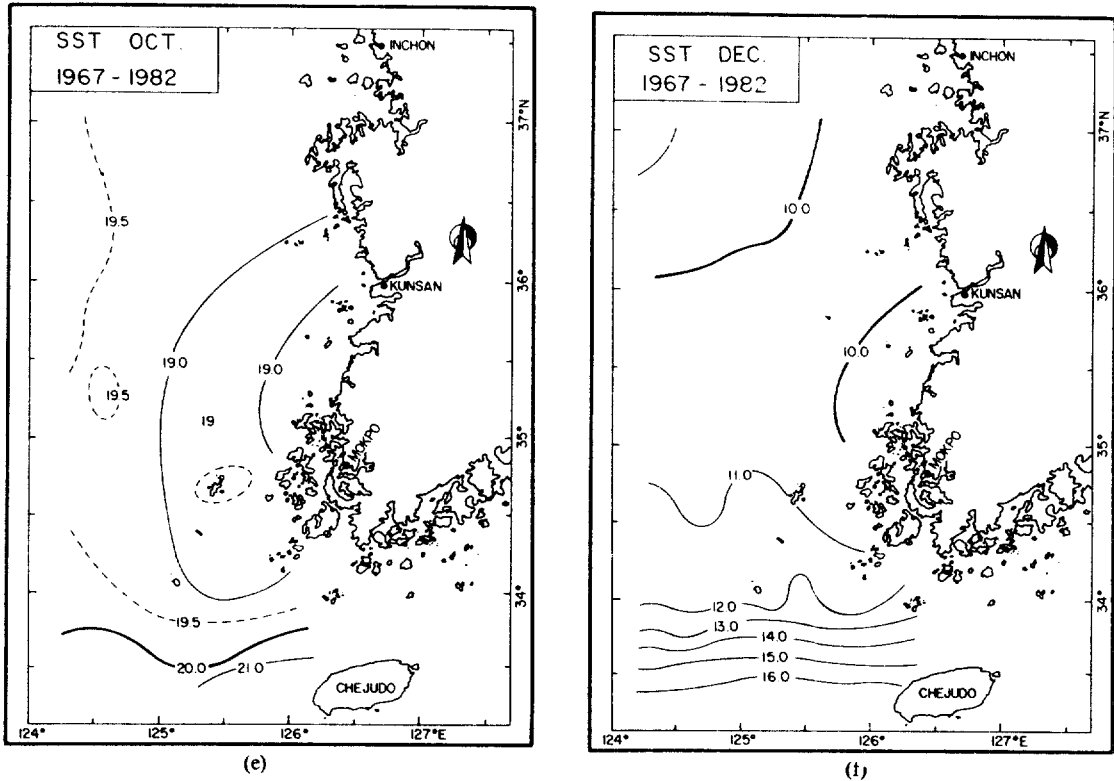 SST OCT.
1967 - 1982
INCHON
37°N
19.5
36°
KUNSAN
19.0
19.0
19.5
19
35°
MOKPO
34°
19.5
20.0
21.0
CHEJUDO
124°
125°
126°
127°E
(e)
SST DEC.
1967 - 1982
INCHON
37°N
10.0
36°
KUNSAN
10.0
35°
MOKPO
11.0
34°
12.0
13.0
14.0
15.0
16.0
CHEJUDO
124°
125°
126°
127°E
(f)